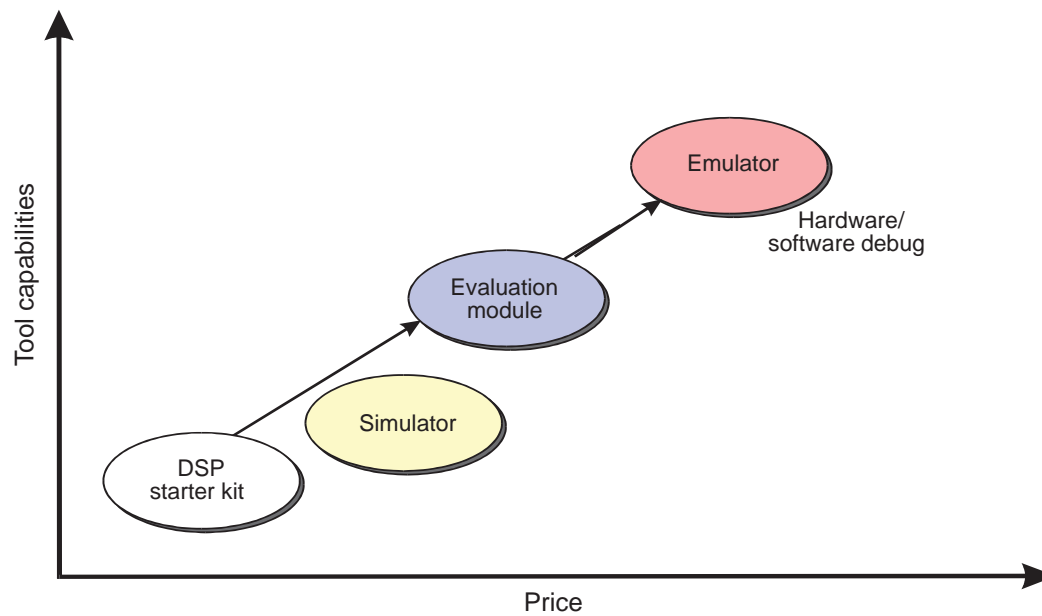 Emulator
Hardware/
software debug
Evaluation
module
Simulator
DSP
starter kit
Tool capabilities
Price